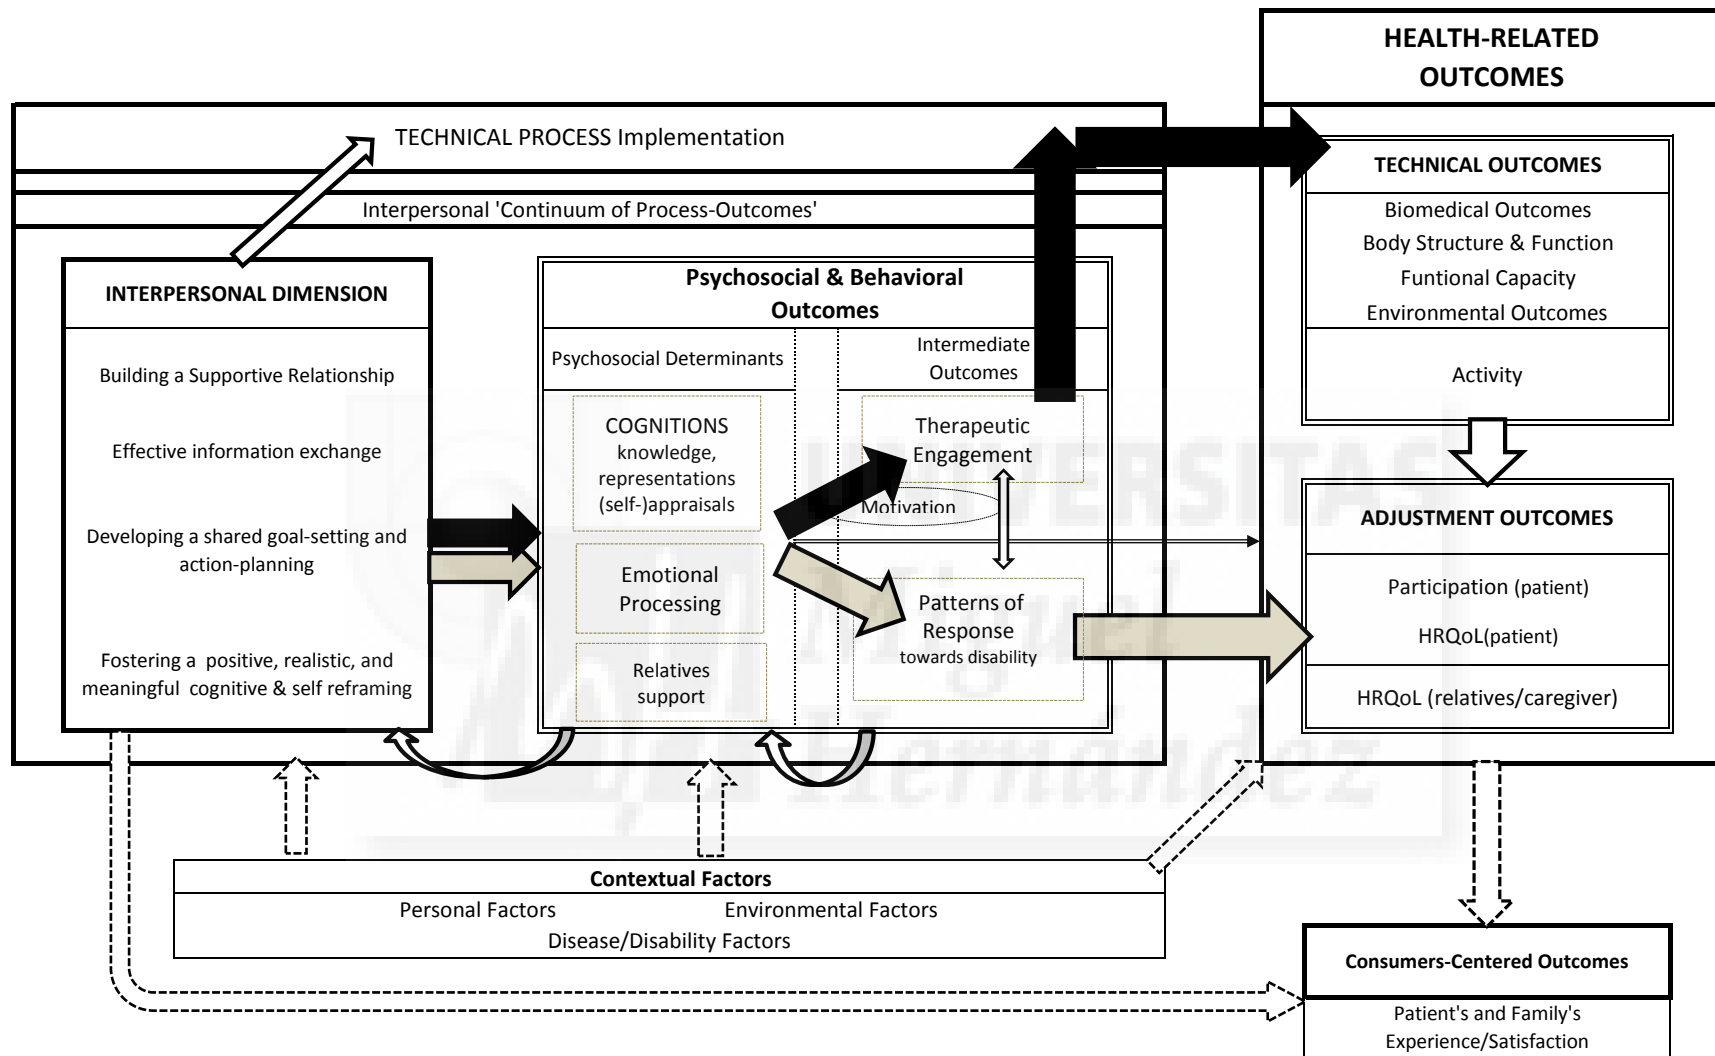 HEALTH-RELATED
OUTCOMES
TECHNICAL PROCESS Implementation
Interpersonal 'Continuum of Process-Outcomes'
INTERPERSONAL DIMENSION
Building a Supportive Relationship
Effective information exchange
Developing a shared goal-setting and
action-planning
Fostering a positive, realistic, and
meaningful cognitive & self reframing
Psychosocial & Behavioral
Outcomes
Psychosocial Determinants
COGNITIONS
knowledge,
representations
(self-)appraisals
Emotional
Processing
Relatives
support
Intermediate
Outcomes
Therapeutic
Engagement
Motivation
Patterns of
Response
towards disability
TECHNICAL OUTCOMES
Biomedical Outcomes
Body Structure & Function
Funtional Capacity
Environmental Outcomes
Activity
ADJUSTMENT OUTCOMES
Participation (patient)
HRQoL(patient)
HRQoL (relatives/caregiver)
Contextual Factors
Personal Factors Environmental Factors
Disease/Disability Factors
Consumers-Centered Outcomes
Patient's and Family's
Experience/Satisfaction
UNIVERSITAS
Miguel
Hernández